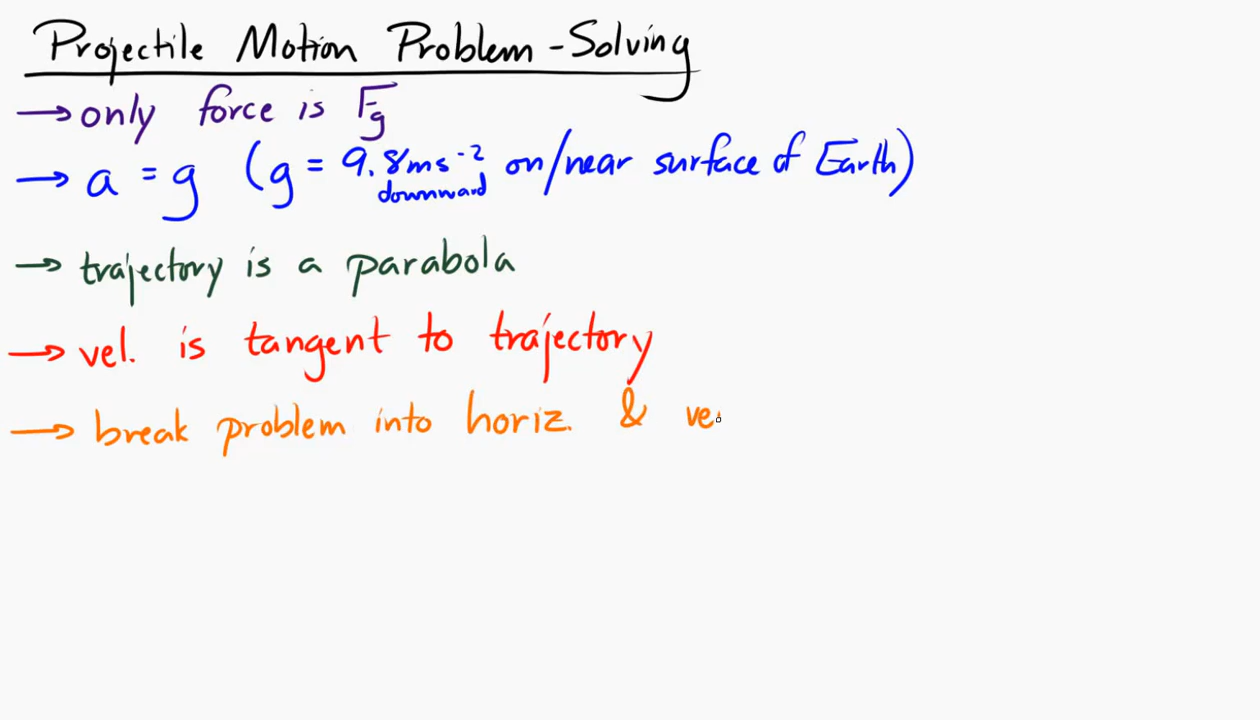 Projectile Motion Problem-Solving
→ only force is Fg
→ a = g (g = 9.8ms⁻² on/near surface of Earth)
downward
→ trajectory is a parabola
→ vel. is tangent to trajectory
→ break problem into horiz. & ve